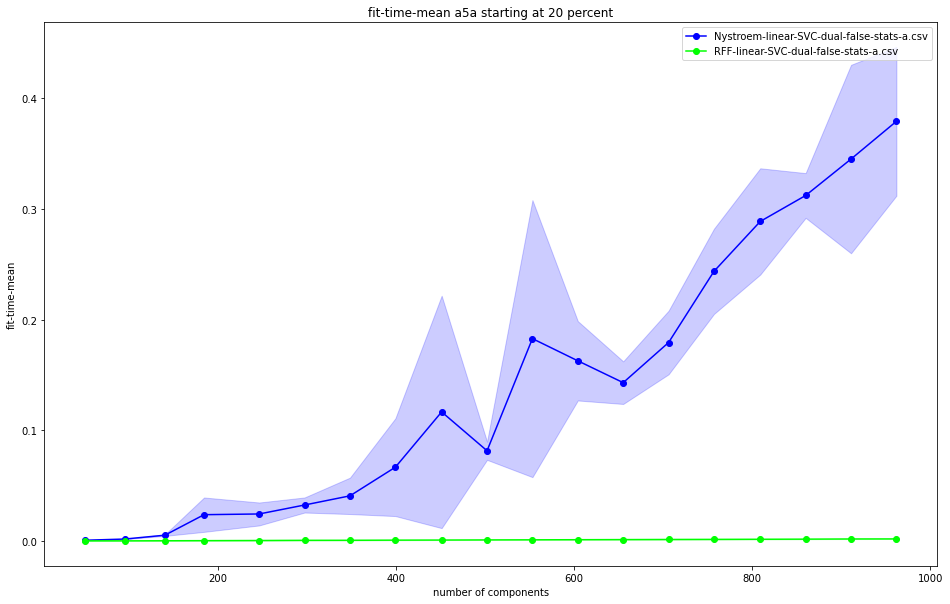 fit-time-mean a5a starting at 20 percent
Nystroem-linear-SVC-dual-false-stats-a.csv
RFF-linear-SVC-dual-false-stats-a.csv
fit-time-mean
0.4
0.3
0.2
0.1
0.0
200 400 600 800 1000
number of components